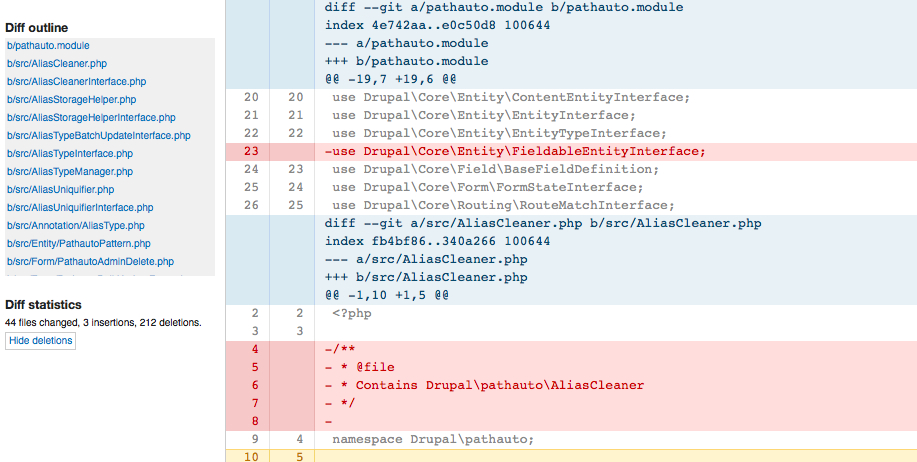 Diff outline
b/pathauto.module
b/src/AliasCleaner.php
b/src/AliasCleanerInterface.php
b/src/AliasStorageHelper.php
b/src/AliasStorageHelperInterface.php
b/src/AliasTypeBatchUpdateInterface.php
b/src/AliasTypeInterface.php
b/src/AliasTypeManager.php
b/src/AliasUniquifier.php
b/src/AliasUniquifierInterface.php
b/src/Annotation/AliasType.php
b/src/Entity/PathautoPattern.php
b/src/Form/PathautoAdminDelete.php
Diff statistics
44 files changed, 3 insertions, 212 deletions.
Hide deletions
diff --git a/pathauto.module b/pathauto.module
index 4e742aa..e0c50d8 100644
--- a/pathauto.module
+++ b/pathauto.module
@@ -19,7 +19,6 @@
20 20 use Drupal\Core\Entity\ContentEntityInterface;
21 21 use Drupal\Core\Entity\EntityInterface;
22 22 use Drupal\Core\Entity\EntityTypeInterface;
23 -use Drupal\Core\Entity\FieldableEntityInterface;
24 23 use Drupal\Core\Field\BaseFieldDefinition;
25 24 use Drupal\Core\Form\FormStateInterface;
26 25 use Drupal\Core\Routing\RouteMatchInterface;
diff --git a/src/AliasCleaner.php b/src/AliasCleaner.php
index fb4bf86..340a266 100644
--- a/src/AliasCleaner.php
+++ b/src/AliasCleaner.php
@@ -1,10 +1,5 @@
2 2 <?php
3 3
4 -/**
5 - * @file
6 - * Contains Drupal\pathauto\AliasCleaner
7 - */
8 -
9 4 namespace Drupal\pathauto;
10 5